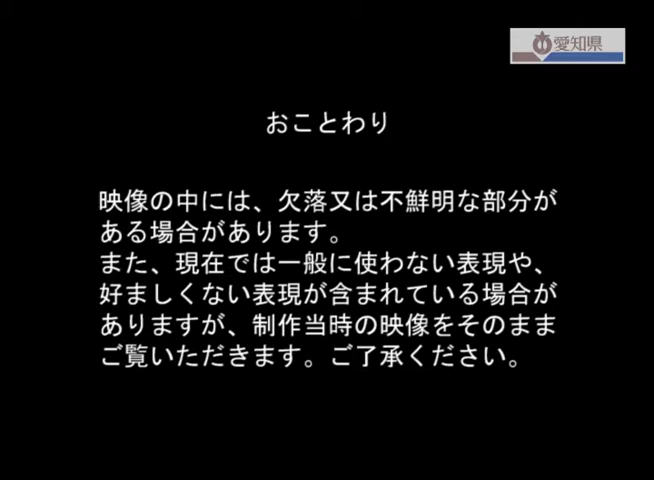 愛知県
おことわり
映像の中には、欠落又は不鮮明な部分が
ある場合があります。
また、現在では一般に使わない表現や、
好ましくない表現が含まれている場合が
ありますが、制作当時の映像をそのまま
ご覧いただきます。ご了承ください。